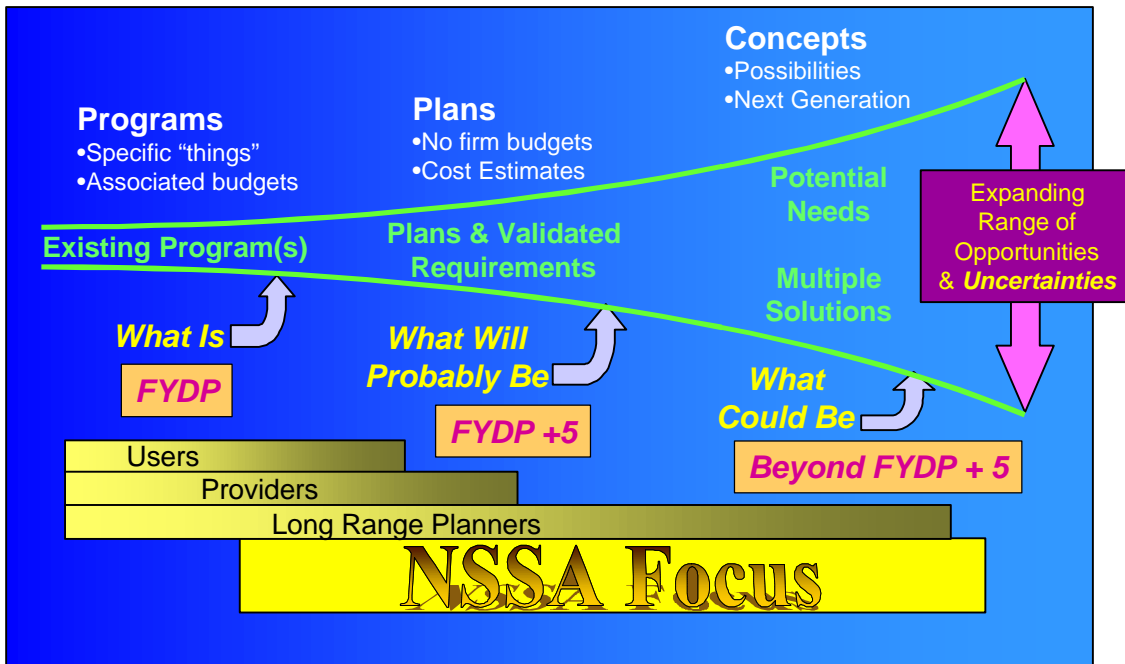 Concepts
•Possibilities
•Next Generation
Plans
•No firm budgets
•Cost Estimates
Programs
•Specific “things”
•Associated budgets
Existing Program(s)
Plans & Validated
Requirements
Potential
Needs
Multiple
Solutions
Expanding
Range of
Opportunities
& Uncertainties
What Is
FYDP
What Will
Probably Be
FYDP +5
What
Could Be
Beyond FYDP + 5
Users
Providers
Long Range Planners
NSSA Focus